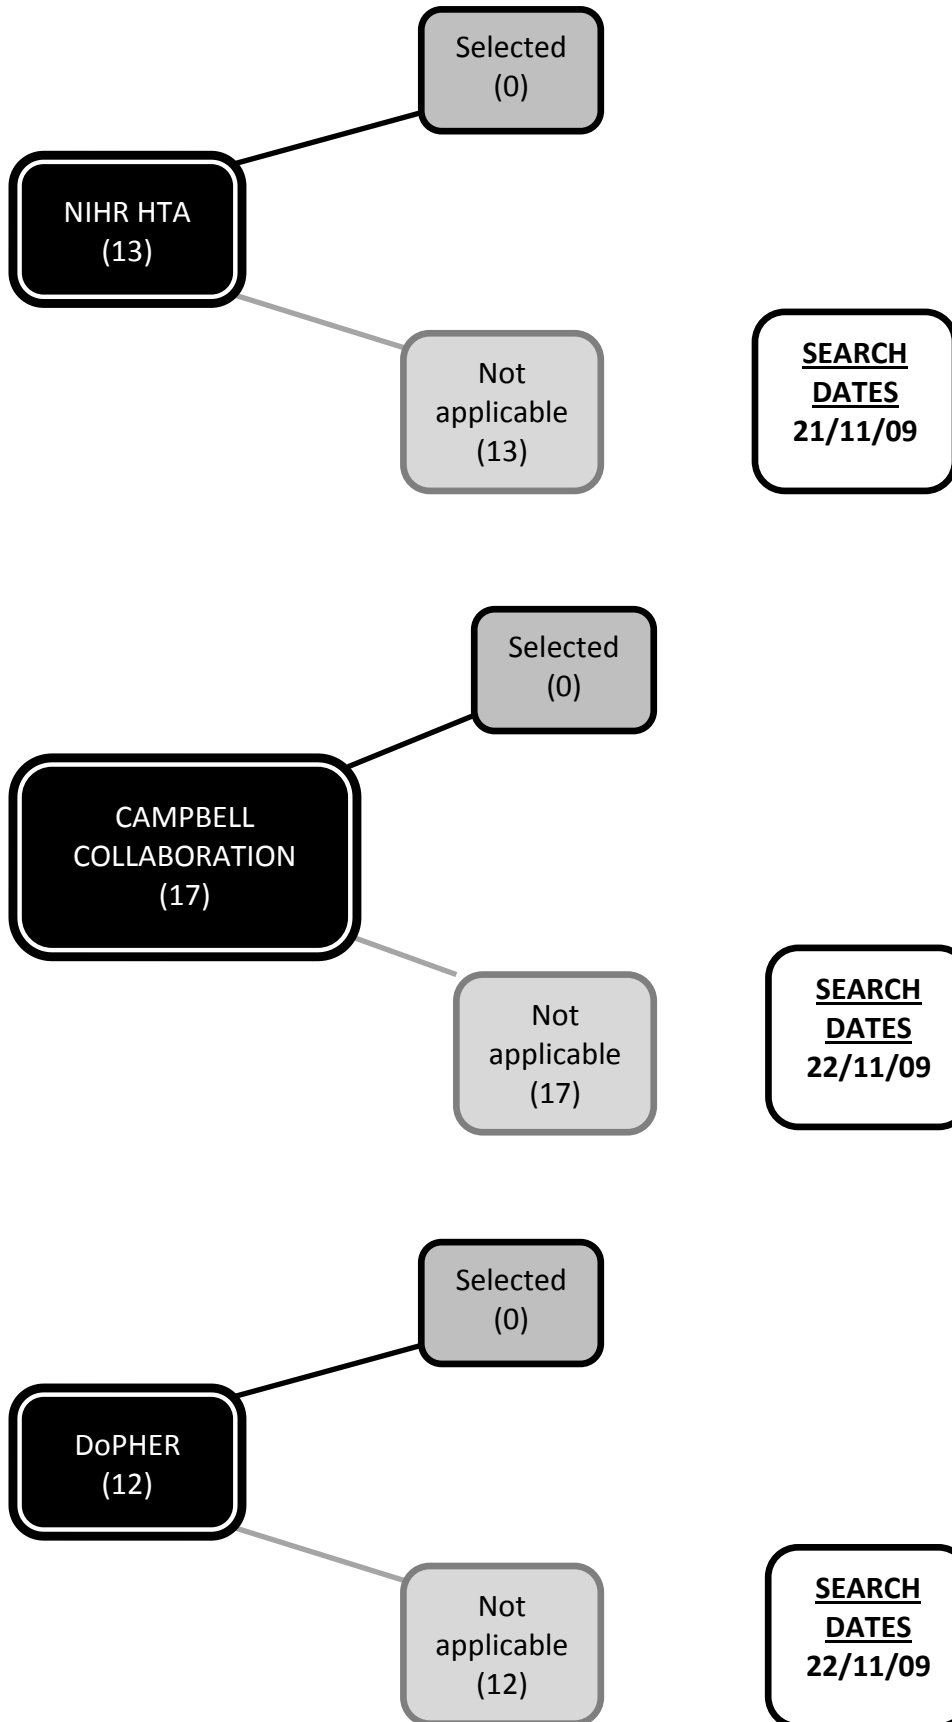 Selected
(0)
NIHR HTA
(13)
Not
applicable
(13)
SEARCH
DATES
21/11/09
Selected
(0)
CAMPBELL
COLLABORATION
(17)
Not
applicable
(17)
SEARCH
DATES
22/11/09
Selected
(0)
DoPHER
(12)
Not
applicable
(12)
SEARCH
DATES
22/11/09